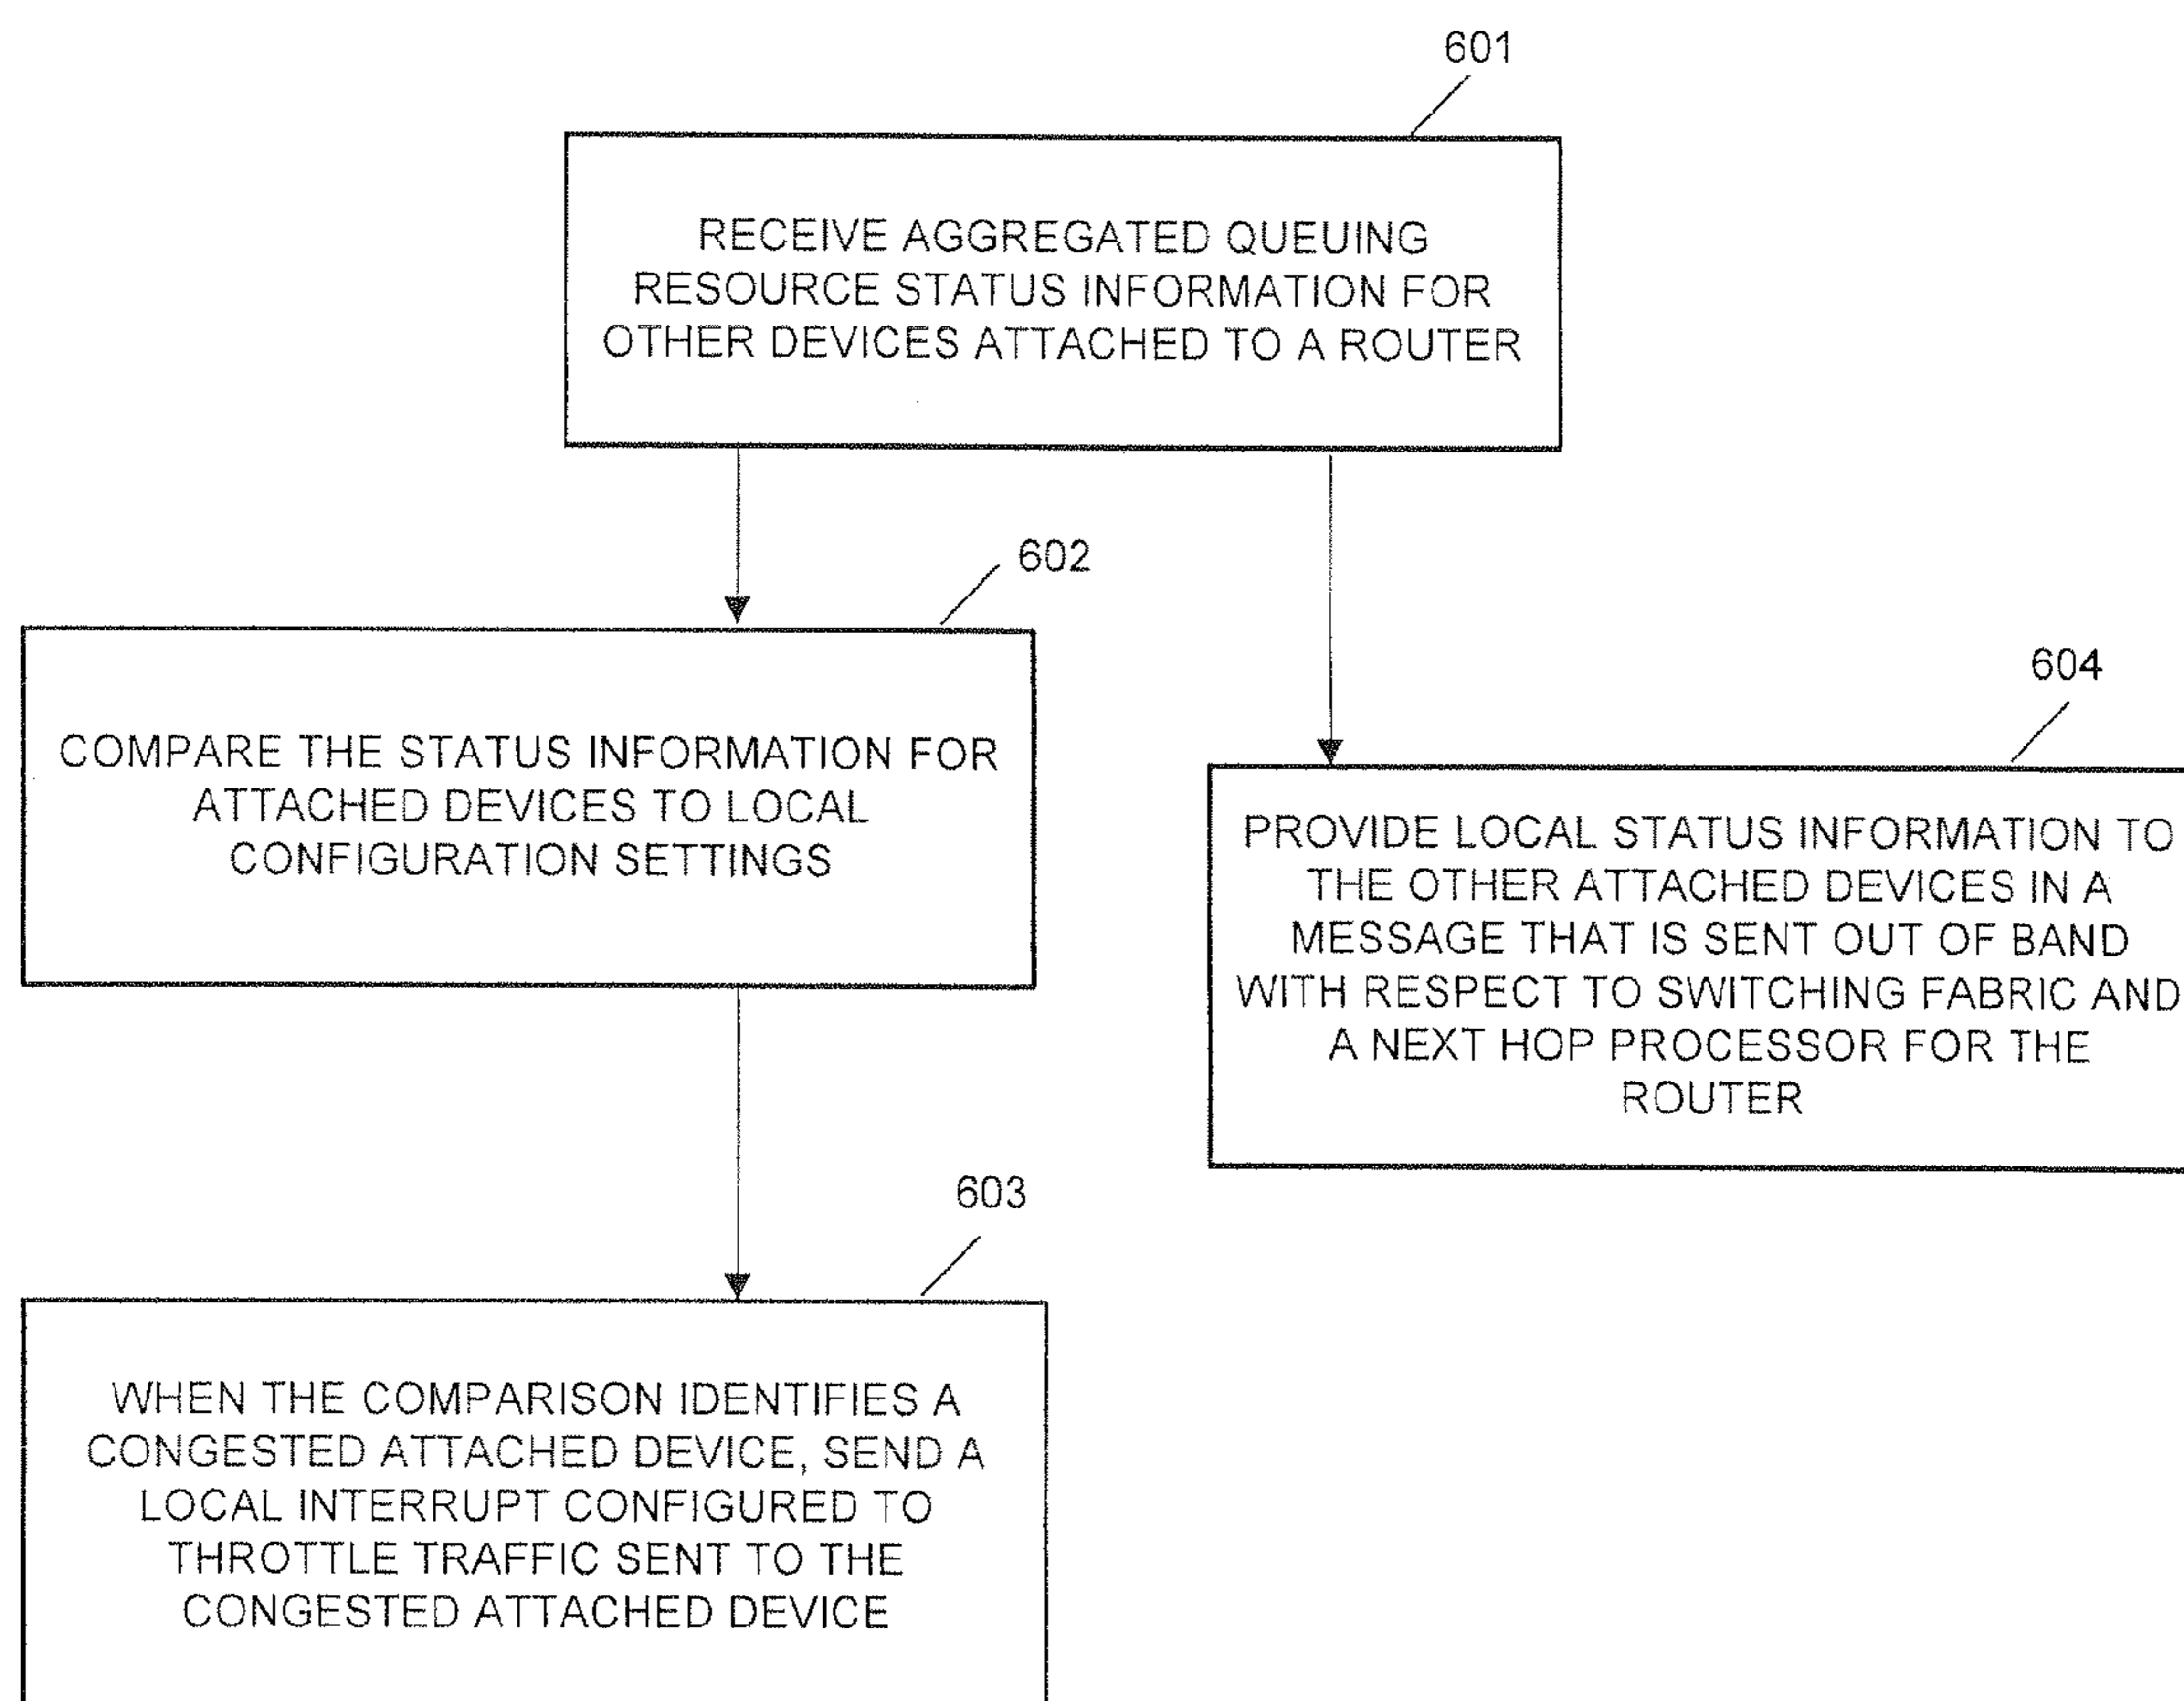 601
RECEIVE AGGREGATED QUEUING
RESOURCE STATUS INFORMATION FOR
OTHER DEVICES ATTACHED TO A ROUTER
602
COMPARE THE STATUS INFORMATION FOR
ATTACHED DEVICES TO LOCAL
CONFIGURATION SETTINGS
604
PROVIDE LOCAL STATUS INFORMATION TO
THE OTHER ATTACHED DEVICES IN A
MESSAGE THAT IS SENT OUT OF BAND
WITH RESPECT TO SWITCHING FABRIC AND
A NEXT HOP PROCESSOR FOR THE
ROUTER
603
WHEN THE COMPARISON IDENTIFIES A
CONGESTED ATTACHED DEVICE, SEND A
LOCAL INTERRUPT CONFIGURED TO
THROTTLE TRAFFIC SENT TO THE
CONGESTED ATTACHED DEVICE